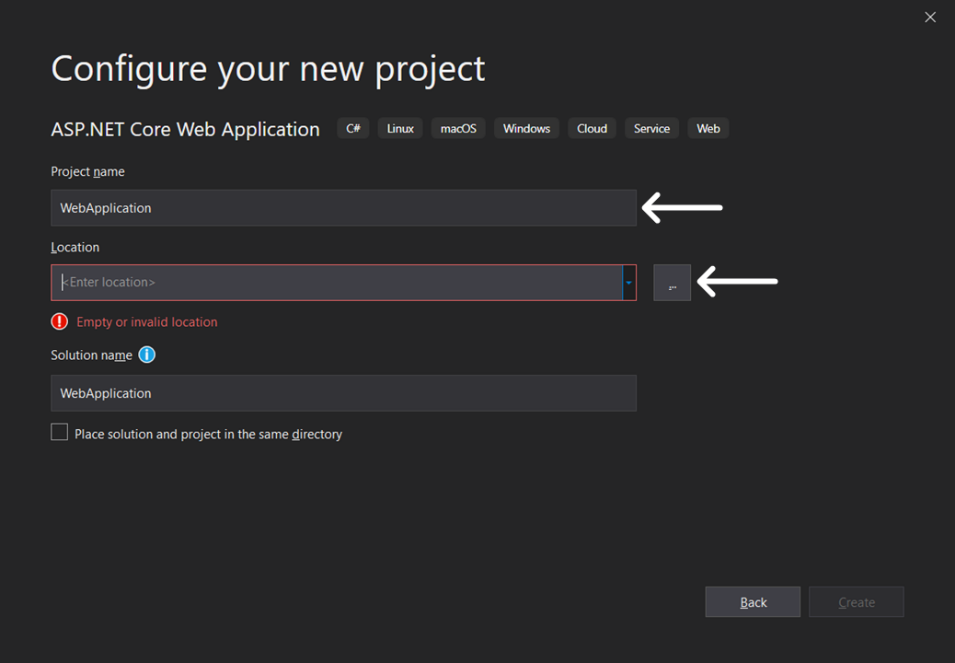 Configure your new project
ASP.NET Core Web Application C# Linux macOS Windows Cloud Service Web
Project name
WebApplication
Location
<Enter location>
...
Empty or invalid location
Solution name
WebApplication
Place solution and project in the same directory
Back Create